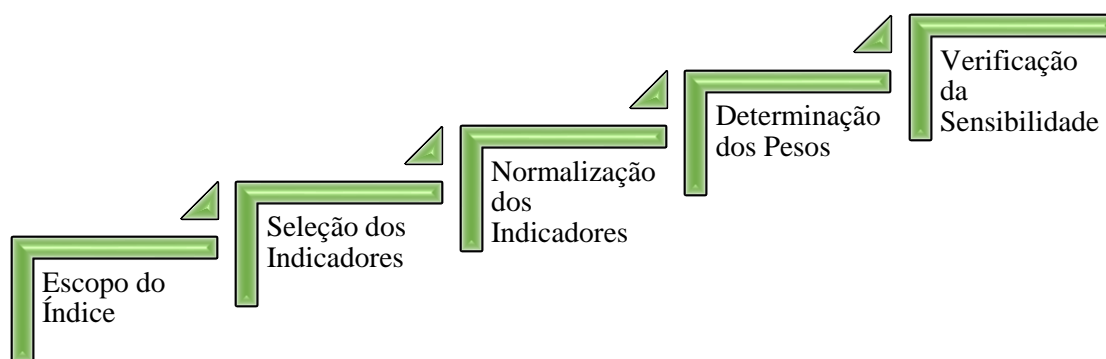 Escopo do
Índice
Seleção dos
Indicadores
Normalização
dos
Indicadores
Determinação
dos Pesos
Verificação
da
Sensibilidade